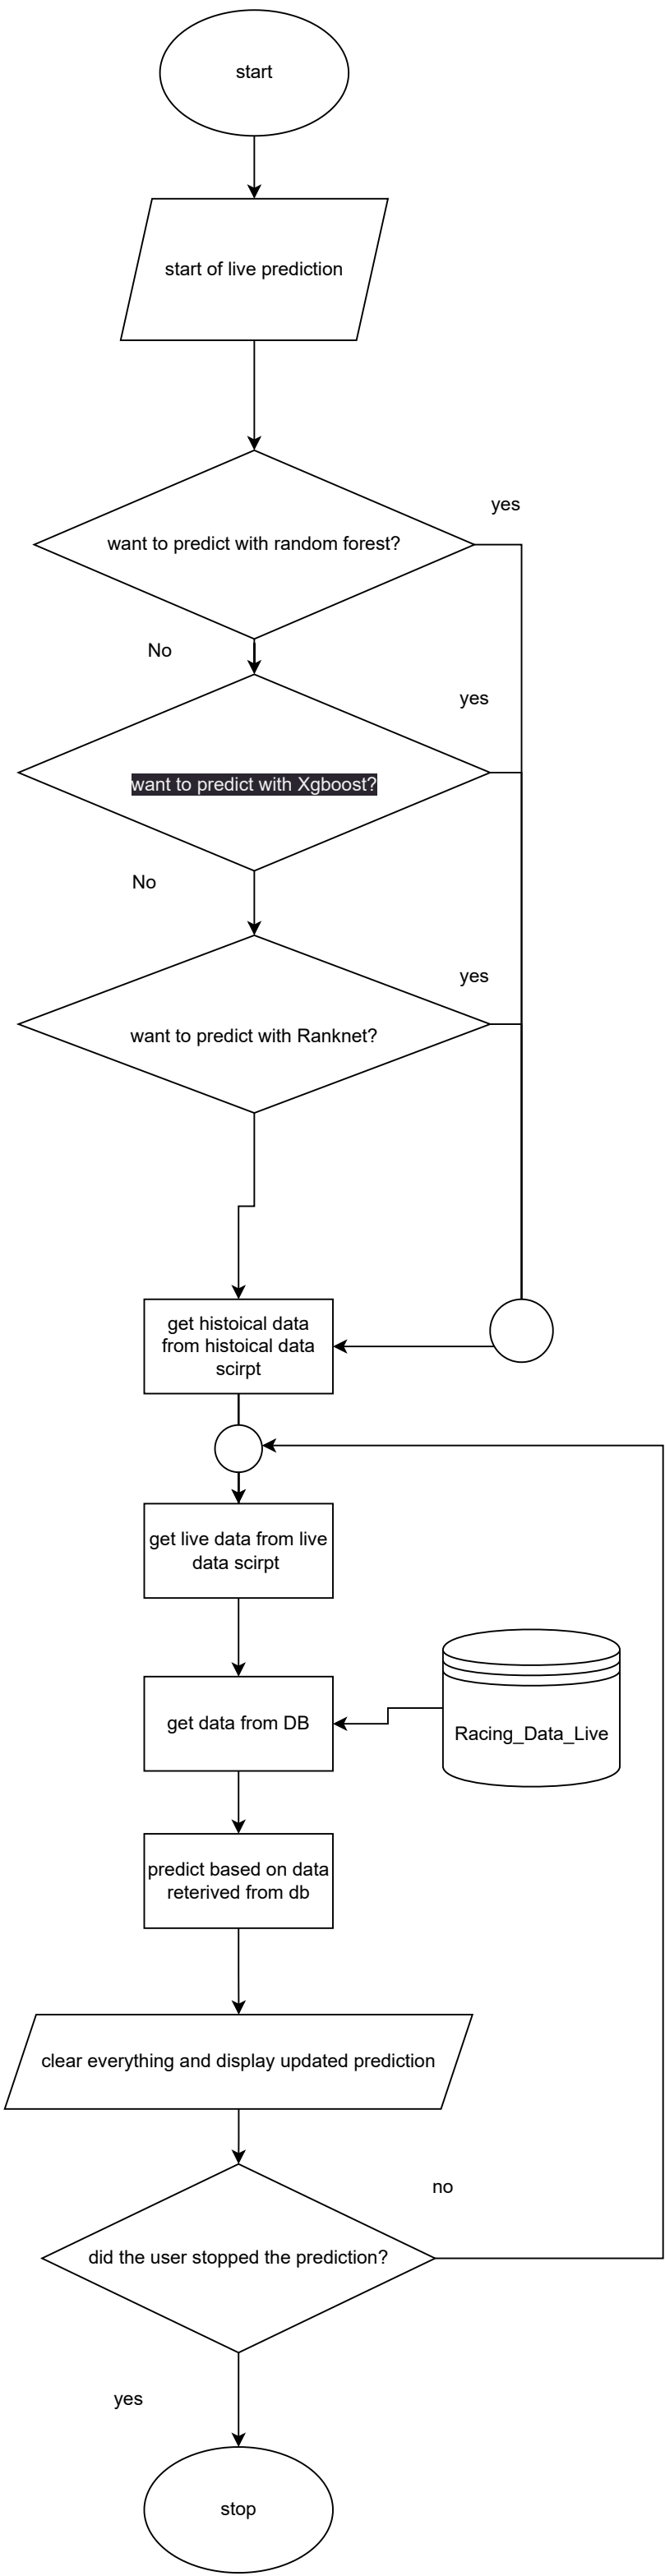 start
start of live prediction
yes
want to predict with random forest?
No
yes
want to predict with Xgboost?
No
yes
want to predict with Ranknet?
get histoical data
from histoical data
scirpt
get live data from live
data scirpt
get data from DB
Racing_Data_Live
predict based on data
reterived from db
clear everything and display updated prediction
no
did the user stopped the prediction?
yes
stop